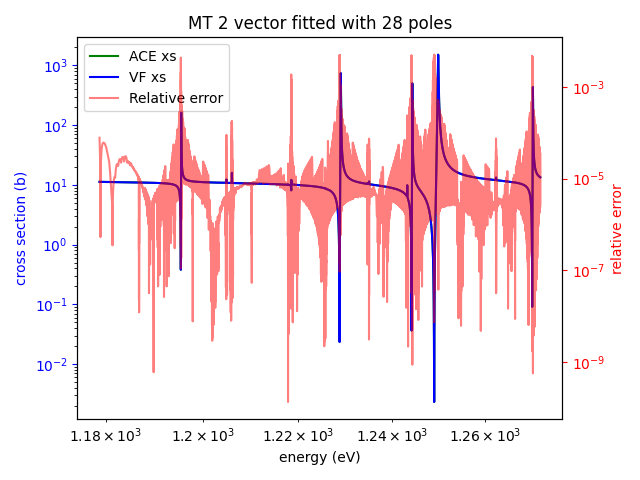 MT 2 vector fitted with 28 poles
ACE xs
VF xs
Relative error
10³
10²
10¹
10⁰
10⁻¹
10⁻²
cross section (b)
10⁻³
10⁻⁵
10⁻⁷
10⁻⁹
relative error
1.18 × 10³ 1.2 × 10³ 1.22 × 10³ 1.24 × 10³ 1.26 × 10³
energy (eV)